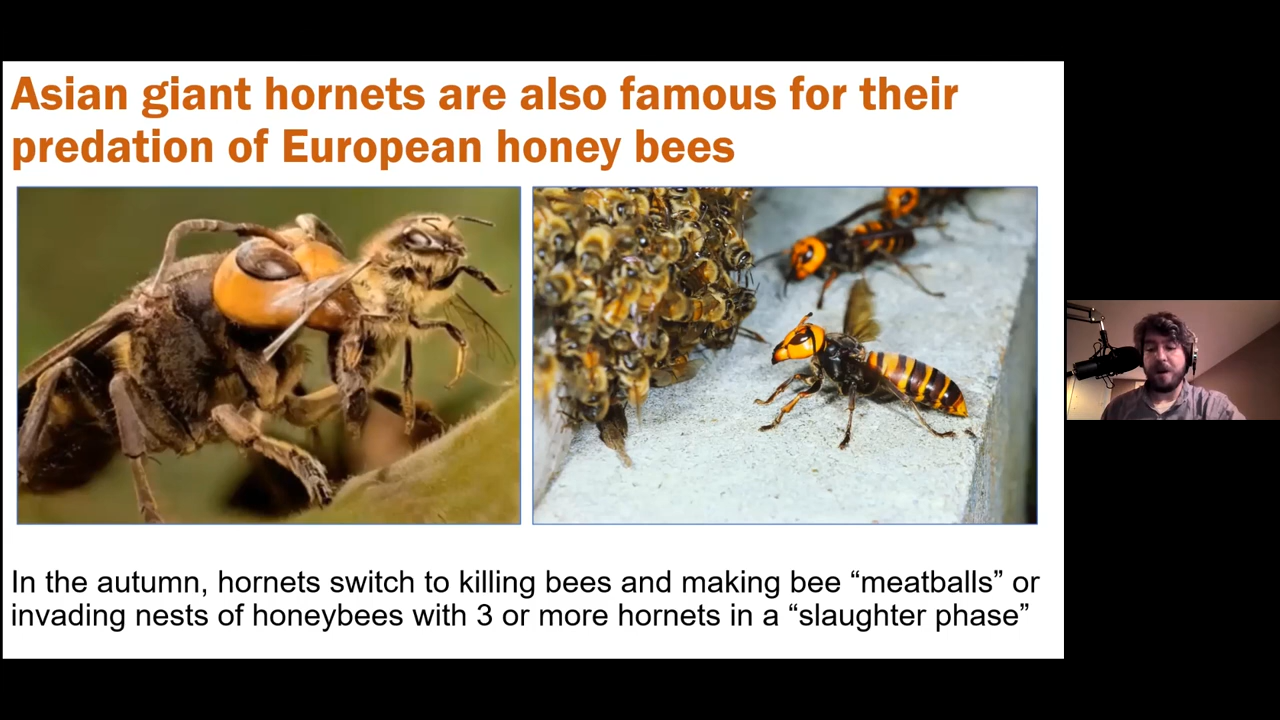 Asian giant hornets are also famous for their
predation of European honey bees
In the autumn, hornets switch to killing bees and making bee “meatballs” or
invading nests of honeybees with 3 or more hornets in a “slaughter phase”